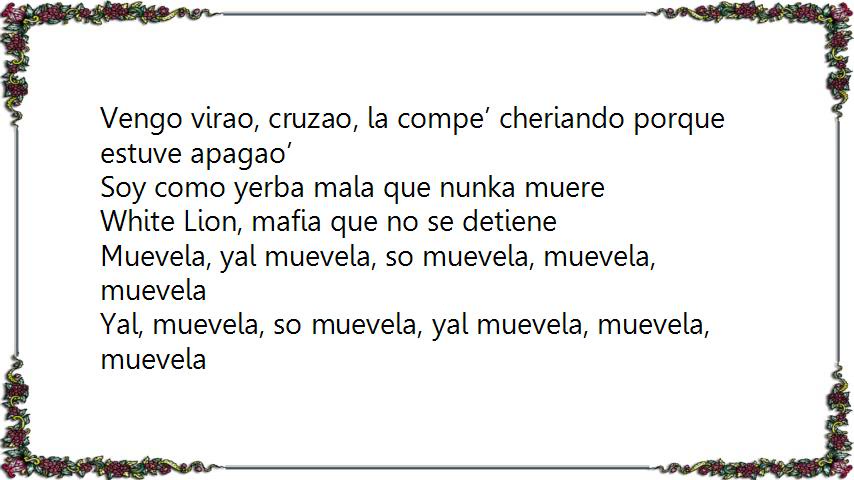 Vengo virao, cruzao, la compe’ cheriando porque
estuve apagao’
Soy como yerba mala que nunka muere
White Lion, mafia que no se detiene
Muevela, yal muevela, so muevela, muevela,
muevela
Yal, muevela, so muevela, yal muevela, muevela,
muevela